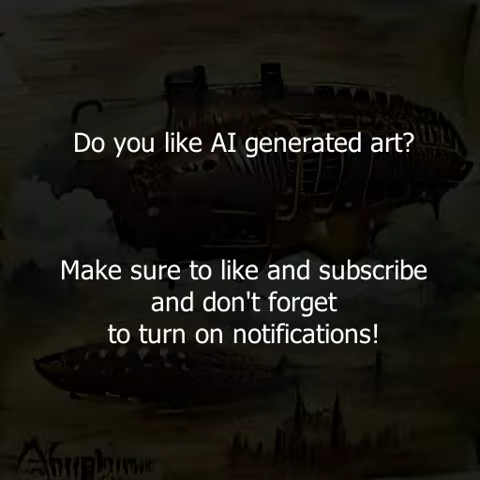 Do you like AI generated art?
Make sure to like and subscribe
and don't forget
to turn on notifications!